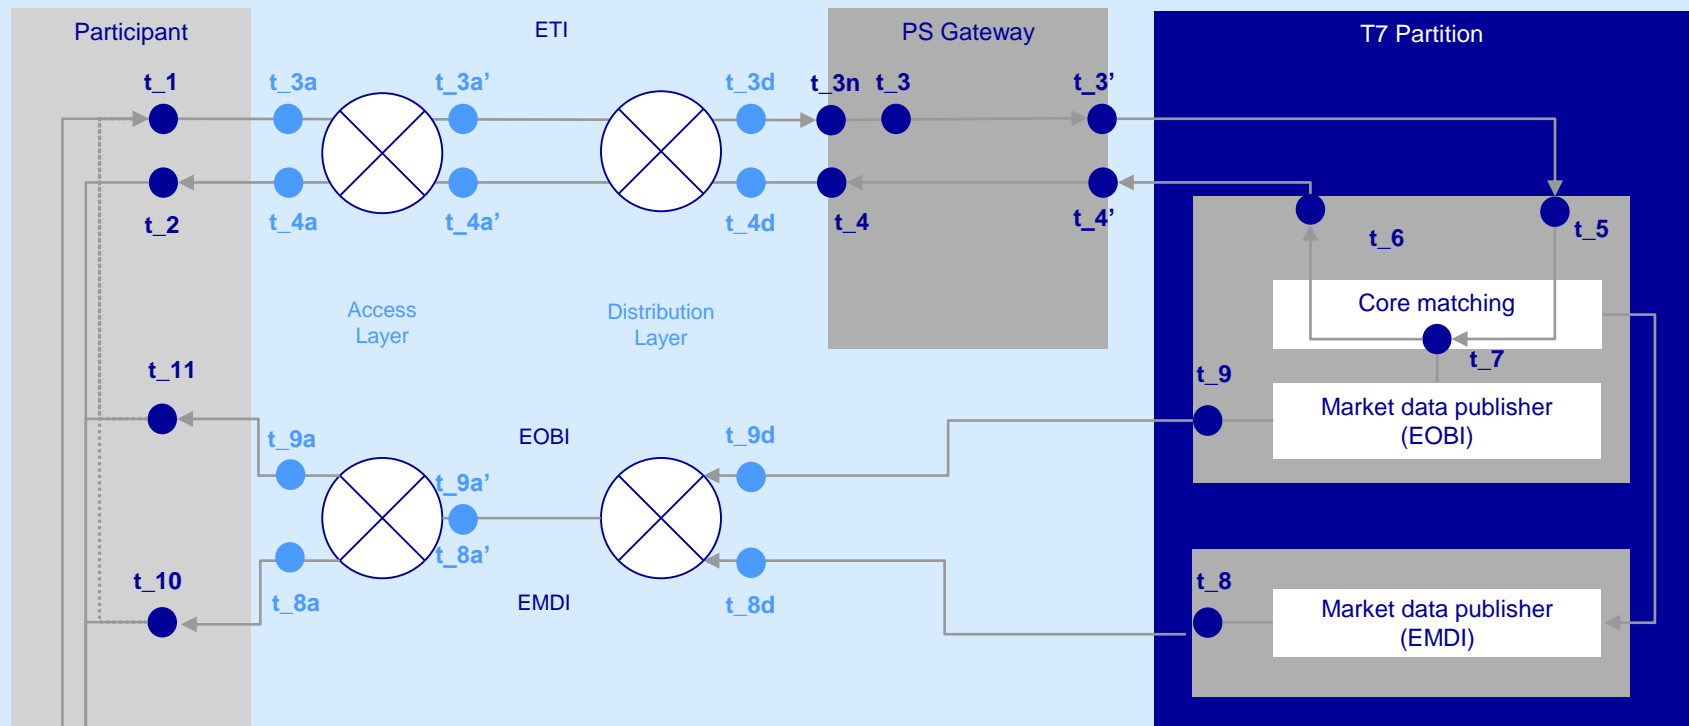 Participant
ETI
PS Gateway
T7 Partition
t_1
t_3a
t_3a’
t_3d
t_3n
t_3
t_3’
t_2
t_4a
t_4a’
t_4d
t_4
t_4’
t_6
t_5
Access
Layer
Distribution
Layer
Core matching
t_7
t_11
t_9
Market data publisher
(EOBI)
t_9a
EOBI
t_9d
t_9a’
t_8a’
t_10
t_8a
EMDI
t_8d
t_8
Market data publisher
(EMDI)